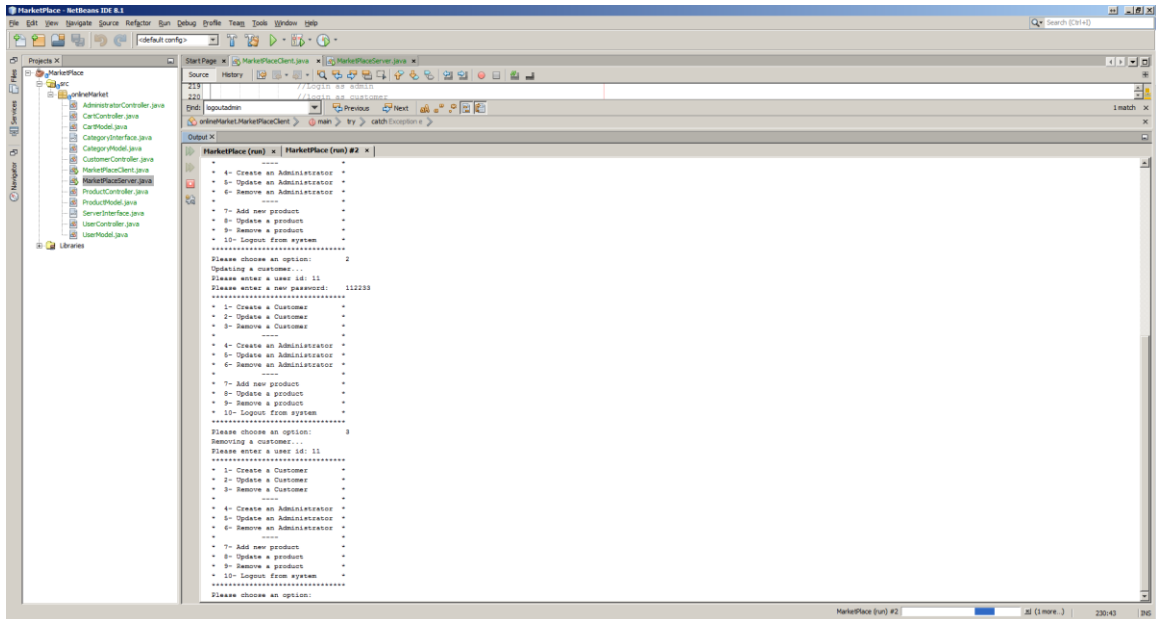 MarketPlace - NetBeans IDE 8.1
File Edit View Navigate Source Refactor Run Debug Profile Team Tools Window Help
Search (Ctrl+I)
<default config>
Projects X
Start Page x MarketPlaceClient.java x MarketPlaceServer.java x
Files
Services
Navigator
MarketPlace
src
onlineMarket
AdministratorController.java
CartController.java
CartModel.java
CategoryInterface.java
CategoryModel.java
CustomerController.java
MarketPlaceClient.java
MarketPlaceServer.java
ProductController.java
ProductModel.java
ServerInterface.java
UserController.java
UserModel.java
Libraries
Source History
219 //Login as admin
220 //login as customer
Find: logoutadmin Previous Next 1 match
onlineMarket.MarketPlaceClient > main > try > catch Exception e >
Output X
MarketPlace (run) x MarketPlace (run) #2 x
* ---- *
* 4- Create an Administrator *
* 5- Update an Administrator *
* 6- Remove an Administrator *
* ---- *
* 7- Add new product *
* 8- Update a product *
* 9- Remove a product *
* 10- Logout from system *
********************************
Please choose an option: 2
Updating a customer...
Please enter a user id: 11
Please enter a new password: 112233
********************************
* 1- Create a Customer *
* 2- Update a Customer *
* 3- Remove a Customer *
* ---- *
* 4- Create an Administrator *
* 5- Update an Administrator *
* 6- Remove an Administrator *
* ---- *
* 7- Add new product *
* 8- Update a product *
* 9- Remove a product *
* 10- Logout from system *
********************************
Please choose an option: 3
Removing a customer...
Please enter a user id: 11
********************************
* 1- Create a Customer *
* 2- Update a Customer *
* 3- Remove a Customer *
* ---- *
* 4- Create an Administrator *
* 5- Update an Administrator *
* 6- Remove an Administrator *
* ---- *
* 7- Add new product *
* 8- Update a product *
* 9- Remove a product *
* 10- Logout from system *
********************************
Please choose an option:
MarketPlace (run) #2 (1 more...) 230:43 INS